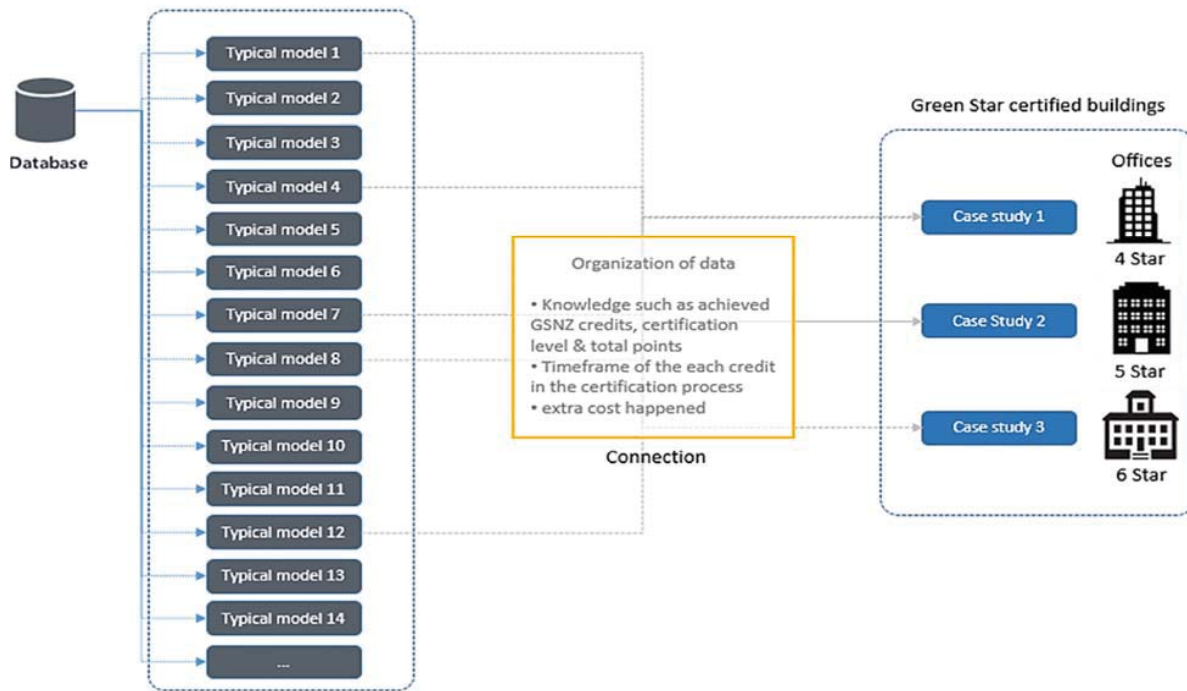 Database
Typical model 1
Typical model 2
Typical model 3
Typical model 4
Typical model 5
Typical model 6
Typical model 7
Typical model 8
Typical model 9
Typical model 10
Typical model 11
Typical model 12
Typical model 13
Typical model 14
...
Organization of data
• Knowledge such as achieved
GSNZ credits, certification
level & total points
• Timeframe of the each credit
in the certification process
• extra cost happened
Connection
Green Star certified buildings
Offices
Case study 1
4 Star
Case Study 2
5 Star
Case study 3
6 Star